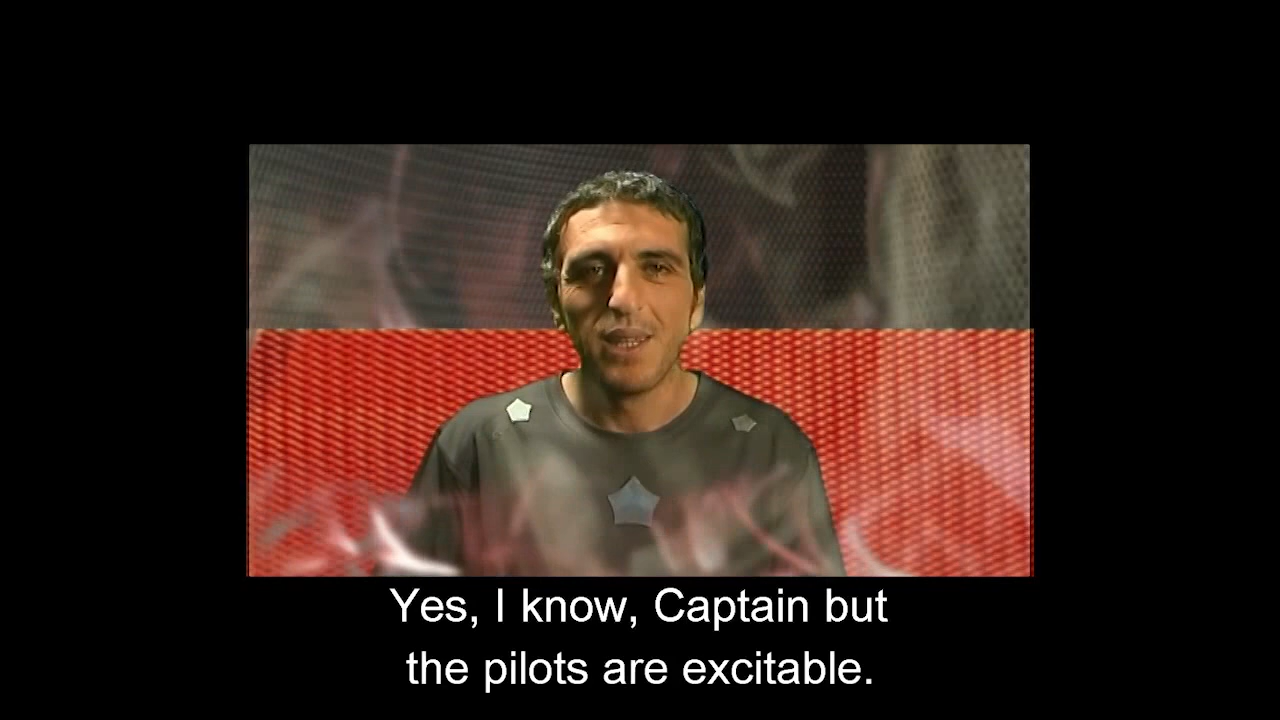 Yes, I know, Captain but
the pilots are excitable.